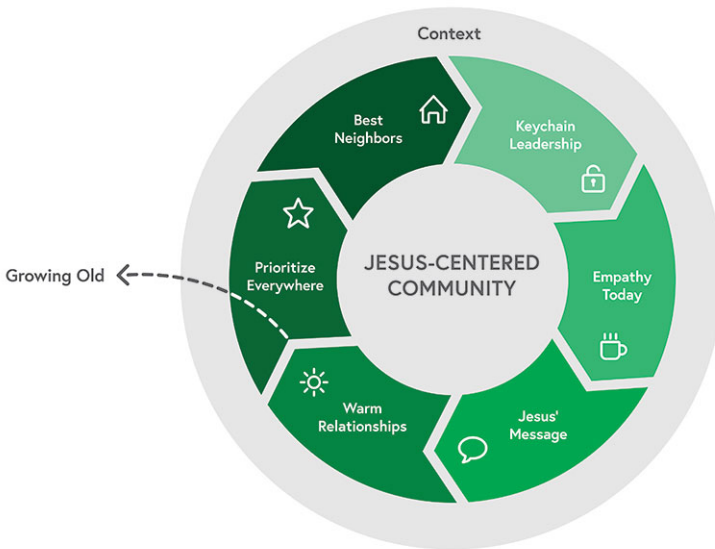 Context
Best
Neighbors
Keychain
Leadership
Prioritize
Everywhere
JESUS-CENTERED
COMMUNITY
Empathy
Today
Growing Old
Warm
Relationships
Jesus'
Message